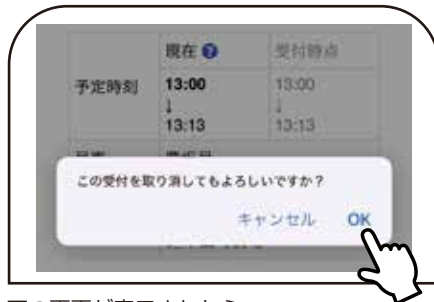 現在 ?
受付時点
予定時刻
13:00
↓
13:13
13:00
↓
13:13
この受付を取り消してもよろしいですか？
キャンセル
OK